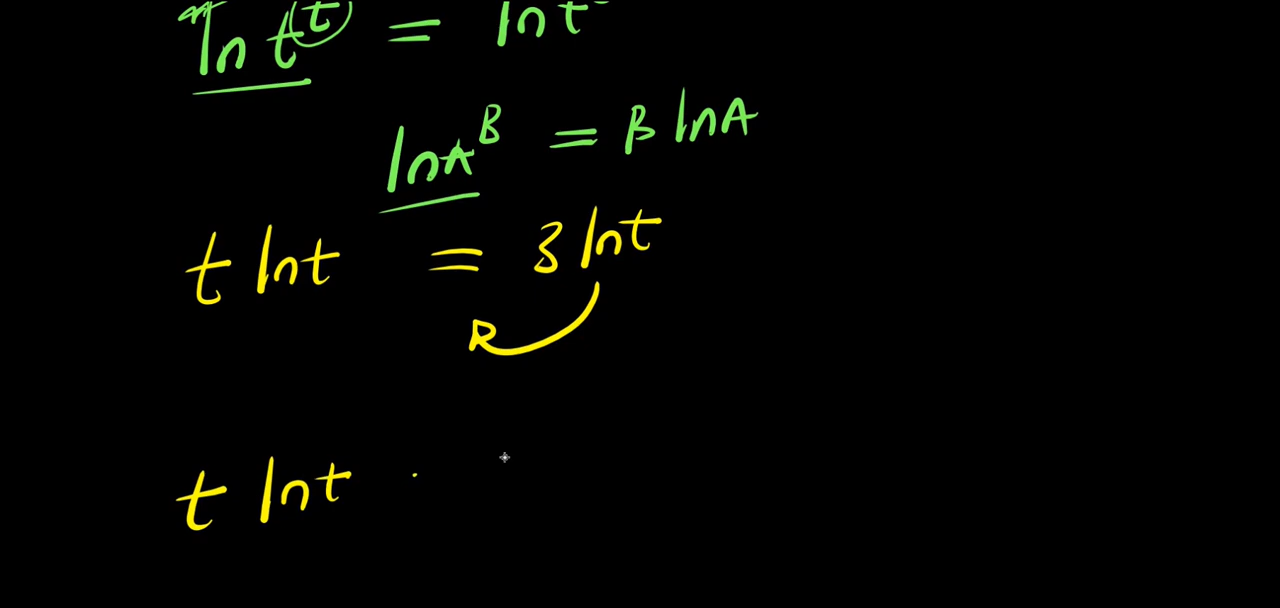 ln t^t = ln t
ln A^B = B ln A
t ln t = 3 ln t
t ln t